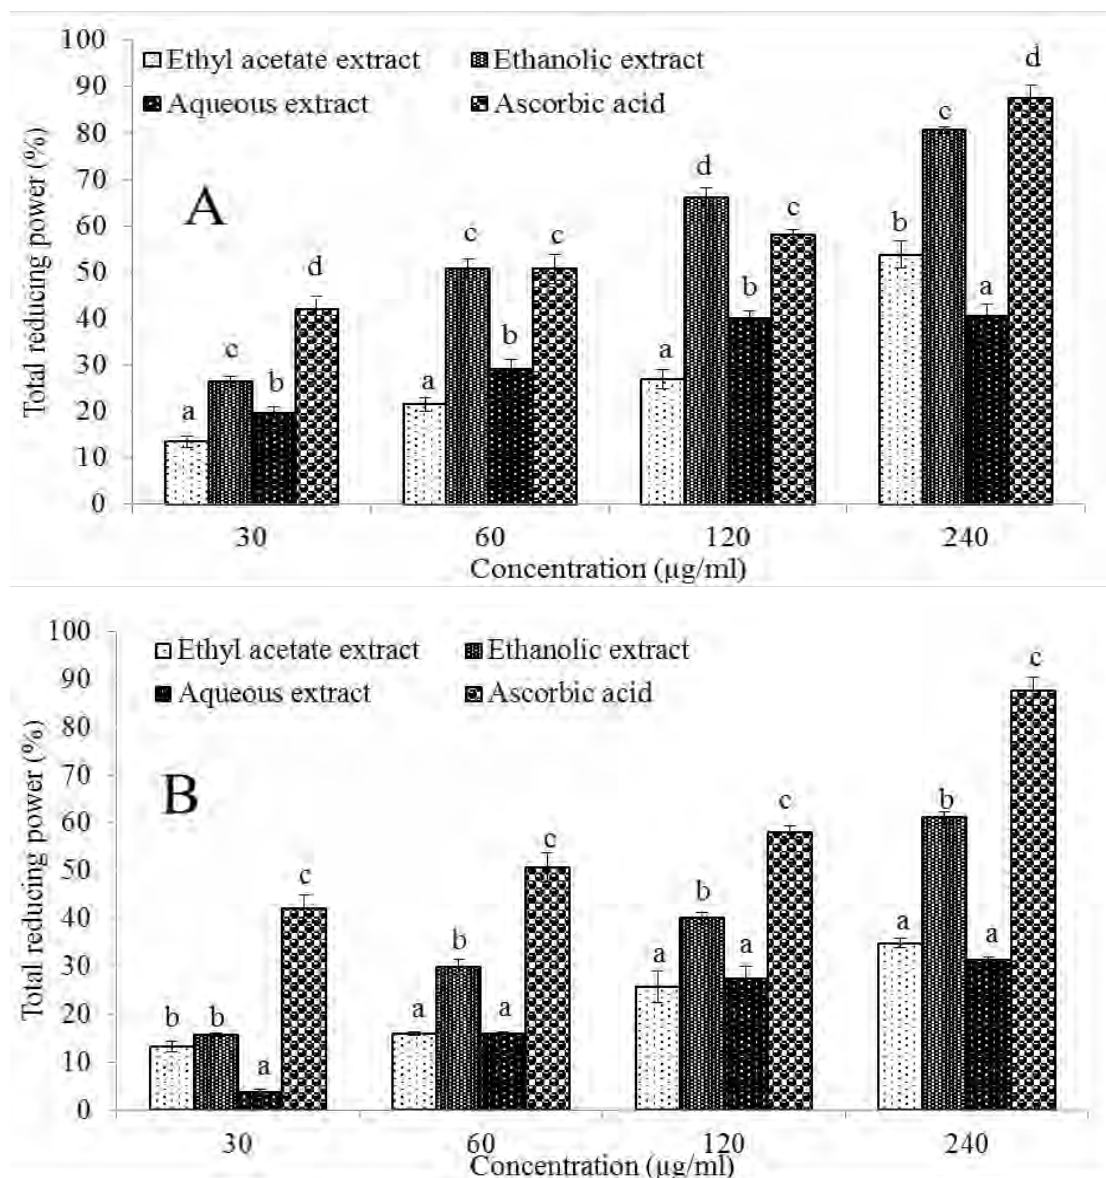 100
90
80
70
60
50
40
30
20
10
0
Total reducing power (%)
Ethyl acetate extract Ethanolic extract
Aqueous extract Ascorbic acid
A
a c b d
a c b c
a d b c
b c a d
30 60 120 240
Concentration (µg/ml)
100
90
80
70
60
50
40
30
20
10
0
Total reducing power (%)
Ethyl acetate extract Ethanolic extract
Aqueous extract Ascorbic acid
B
b b a c
a b a c
a b a c
a b a c
30 60 120 240
Concentration (µg/ml)